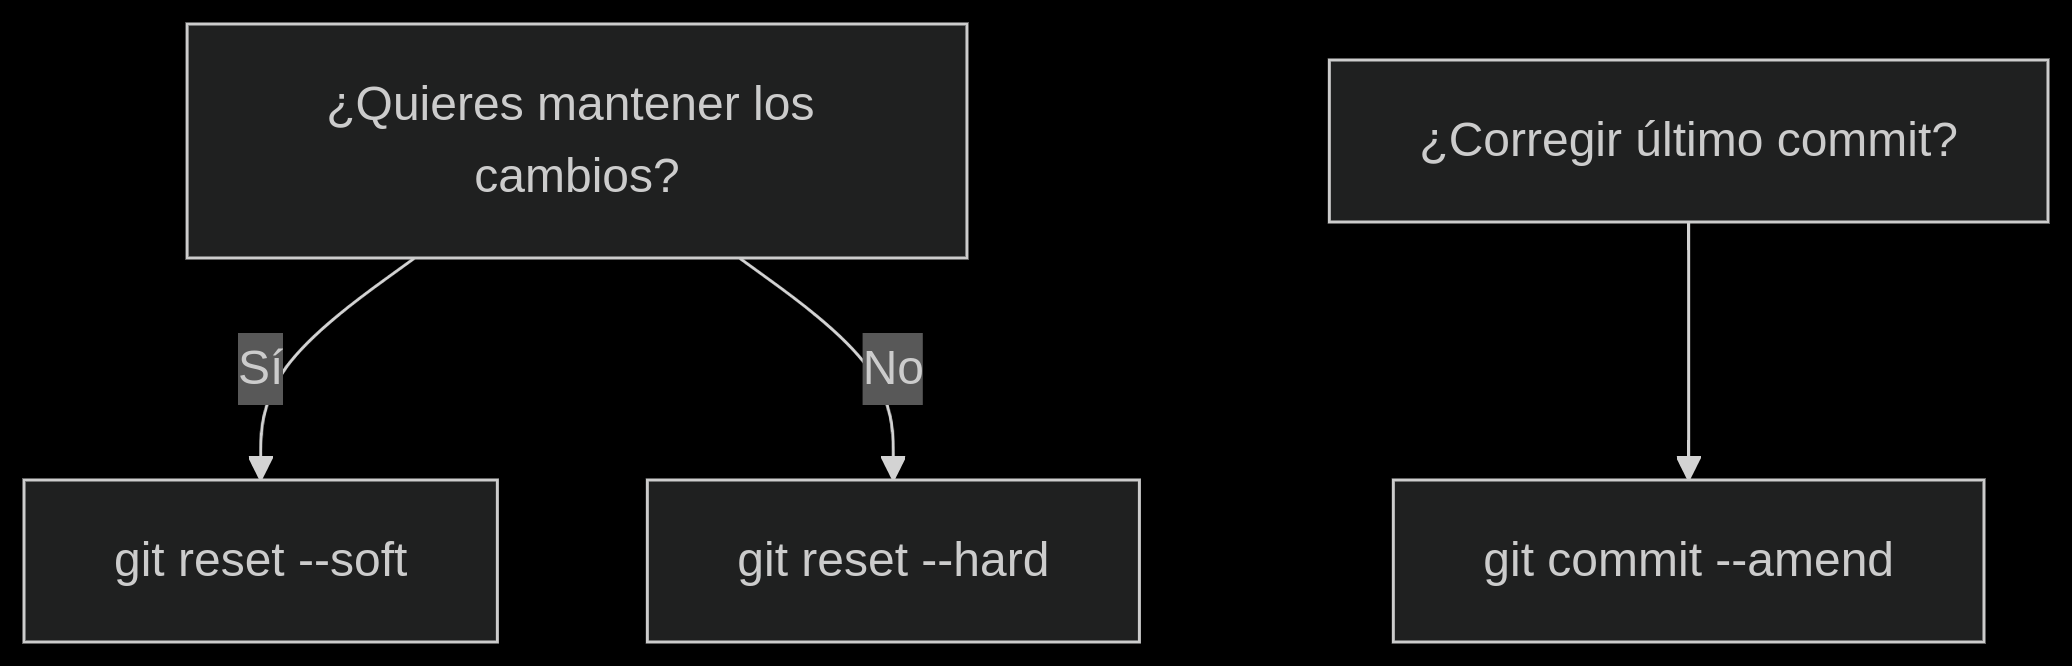 ¿Quieres mantener los
cambios?
¿Corregir último commit?
Sí
No
git reset --soft
git reset --hard
git commit --amend